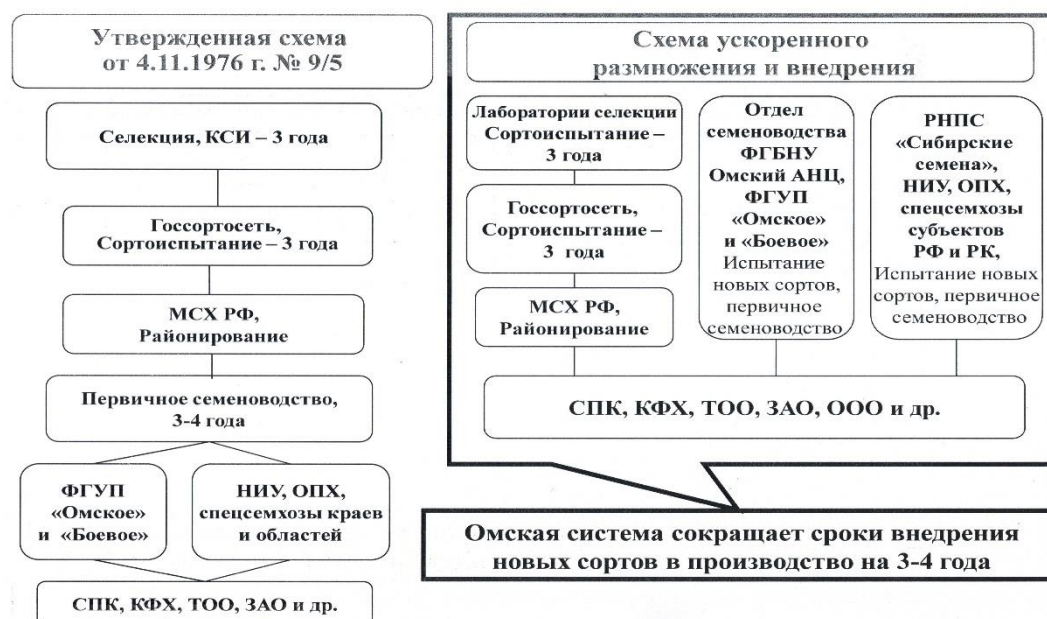 Утвержденная схема
от 4.11.1976 г. № 9/5
Селекция, КСИ – 3 года
Госсортосеть,
Сортоиспытание – 3 года
МСХ РФ,
Районирование
Первичное семеноводство,
3-4 года
ФГУП
«Омское»
и «Боевое»
НИУ, ОПХ,
спецсемхозы краев
и областей
СПК, КФХ, ТОО, ЗАО и др.
Схема ускоренного
размножения и внедрения
Лаборатории селекции
Сортоиспытание –
3 года
Госсортосеть,
Сортоиспытание –
3 года
МСХ РФ,
Районирование
Отдел
семеноводства
ФГБНУ
Омский АНЦ,
ФГУП
«Омское»
и «Боевое»
Испытание
новых сортов,
первичное
семеноводство
РНПС
«Сибирские
семена»,
НИУ, ОПХ,
спецсемхозы
субъектов
РФ и РК,
Испытание новых
сортов, первичное
семеноводство
СПК, КФХ, ТОО, ЗАО, ООО и др.
Омская система сокращает сроки внедрения
новых сортов в производство на 3-4 года